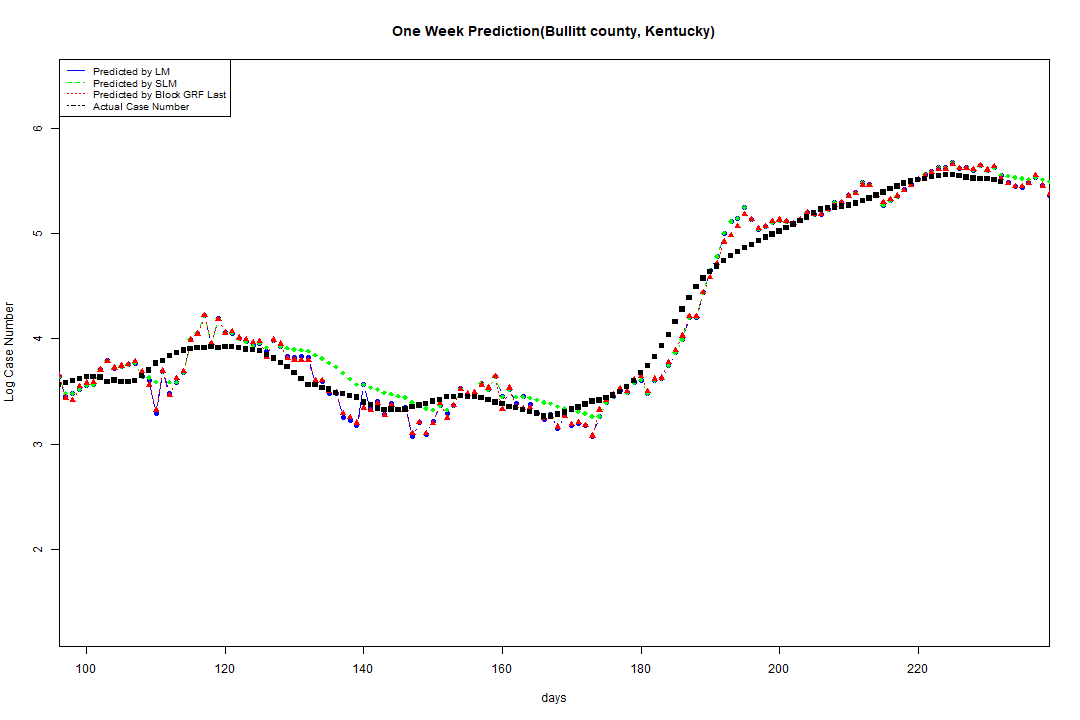 One Week Prediction(Bullitt county, Kentucky)
Predicted by LM
Predicted by SLM
Predicted by Block GRF Last
Actual Case Number
6
5
4
3
2
Log Case Number
100 120 140 160 180 200 220
days